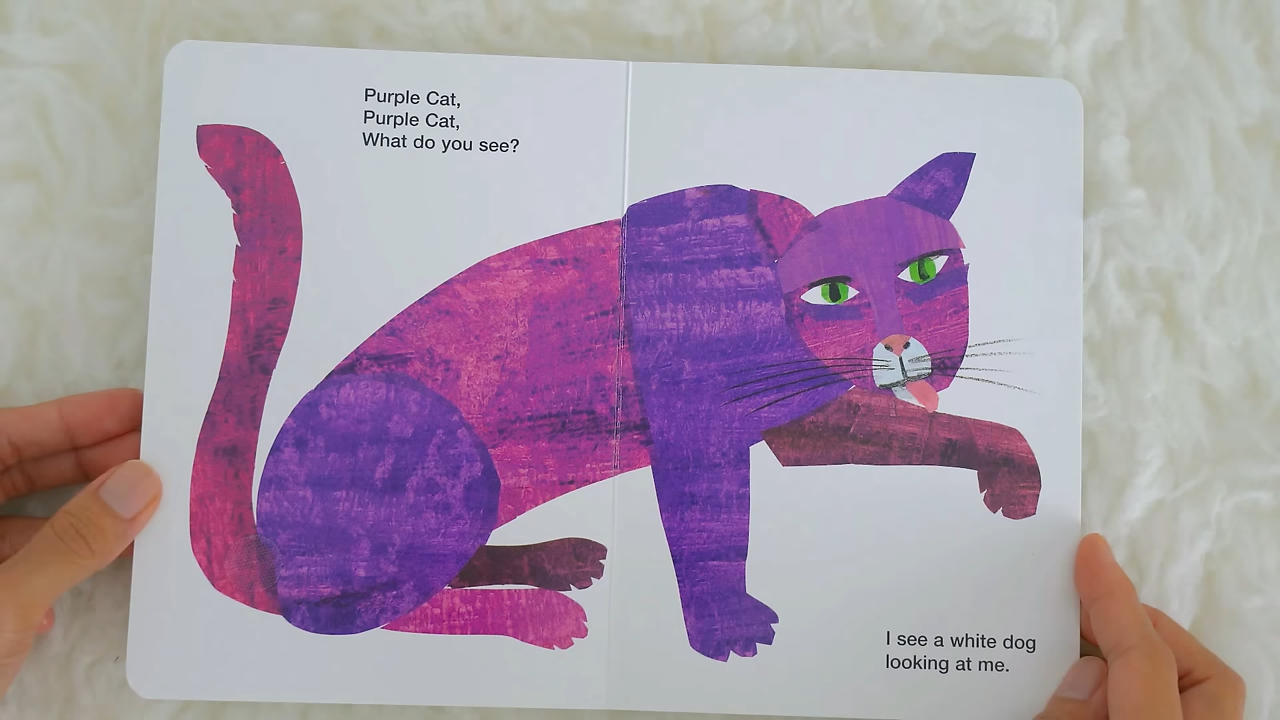 Purple Cat,
Purple Cat,
What do you see?
I see a white dog
looking at me.